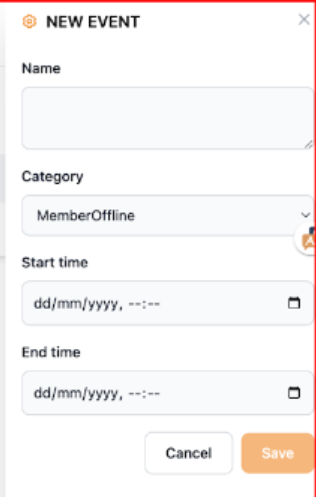 NEW EVENT
Name
Category
MemberOffline
Start time
dd/mm/yyyy, --:--
End time
dd/mm/yyyy, --:--
Cancel
Save